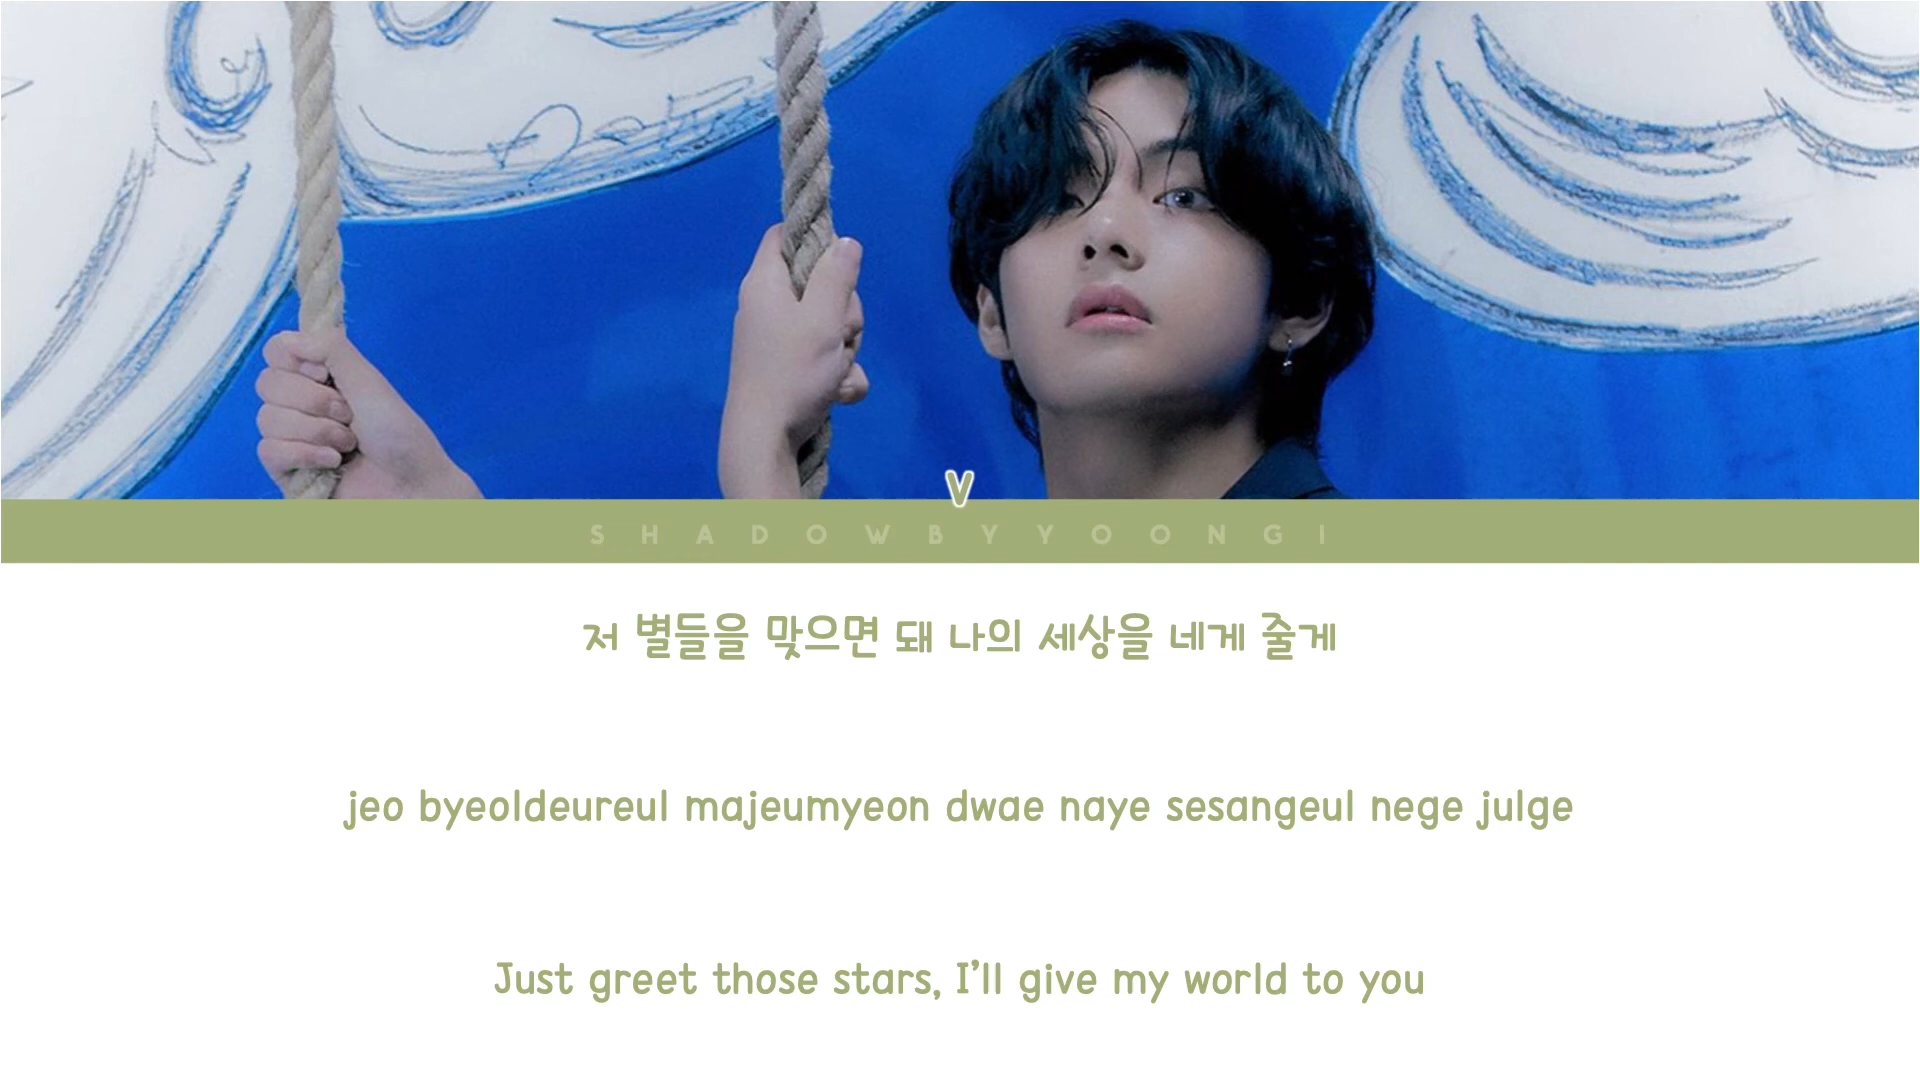 V
SHADOWBYYOONGI
저 별들을 맞으면 돼 나의 세상을 네게 줄게
jeo byeoldeureul majeumyeon dwae naye sesangeul nege julge
Just greet those stars, I'll give my world to you